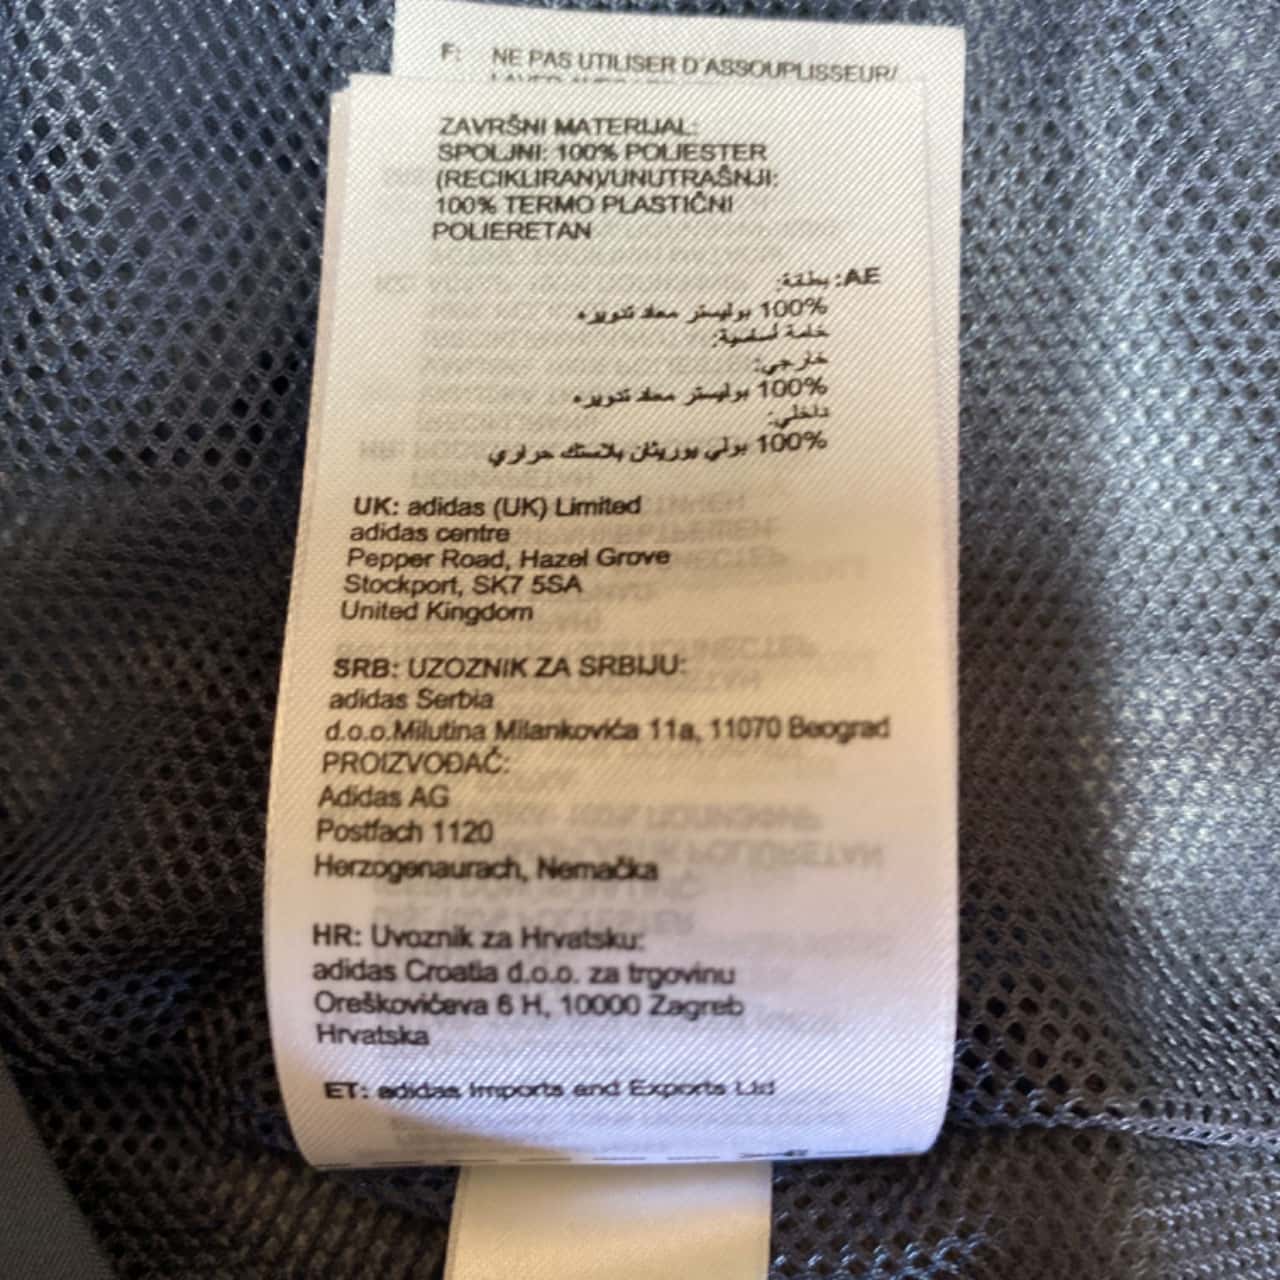 F: NE PAS UTILISER D'ASSOUPLISSEUR/
ZAVRŠNI MATERIJAL:
SPOLJNI: 100% POLIESTER
(RECIKLIRAN)/UNUTRAŠNJI:
100% TERMO PLASTIČNI
POLIERETAN
AE: بطانة:
100% بوليستر معاد تدويره
خامة أساسية:
خارجي:
100% بوليستر معاد تدويره
داخلي:
100% بولي يوريثان بلاستك حراري
UK: adidas (UK) Limited
adidas centre
Pepper Road, Hazel Grove
Stockport, SK7 5SA
United Kingdom
SRB: UZOZNIK ZA SRBIJU:
adidas Serbia
d.o.o.Milutina Milankovića 11a, 11070 Beograd
PROIZVOĐAČ:
Adidas AG
Postfach 1120
Herzogenaurach, Nemačka
HR: Uvoznik za Hrvatsku:
adidas Croatia d.o.o. za trgovinu
Oreškovićeva 6 H, 10000 Zagreb
Hrvatska
ET: adidas Imports and Exports Ltd